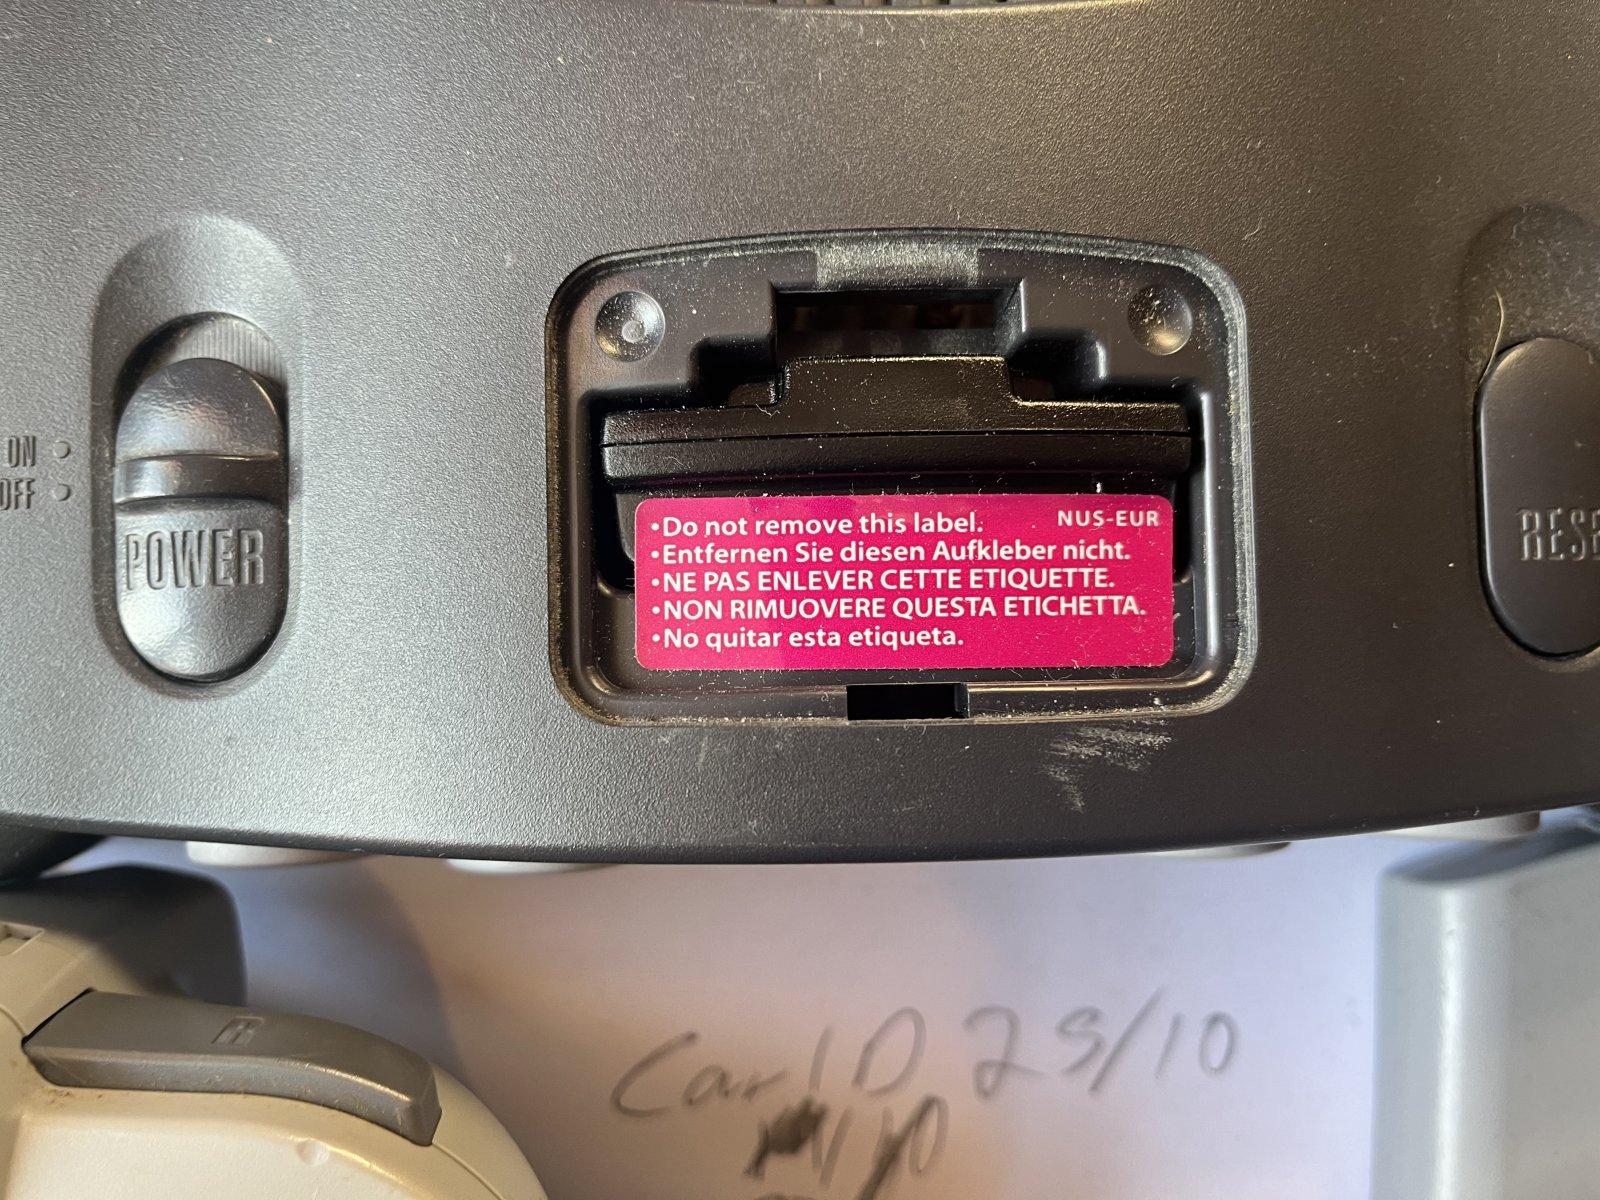 ON
OFF
POWER
NUS-EUR
•Do not remove this label.
•Entfernen Sie diesen Aufkleber nicht.
•NE PAS ENLEVER CETTE ETIQUETTE.
•NON RIMUOVERE QUESTA ETICHETTA.
•No quitar esta etiqueta.
RESE
R
Carl D 25/10